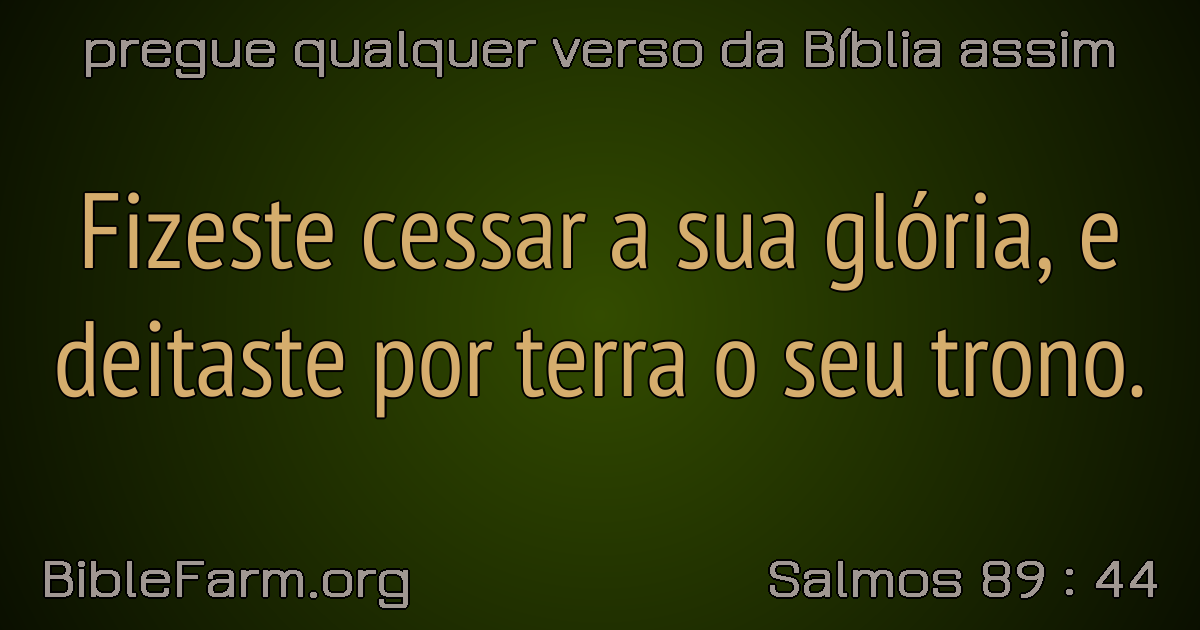 pregue qualquer verso da Bíblia assim
Fizeste cessar a sua glória, e
deitaste por terra o seu trono.
BibleFarm.org
Salmos 89 : 44